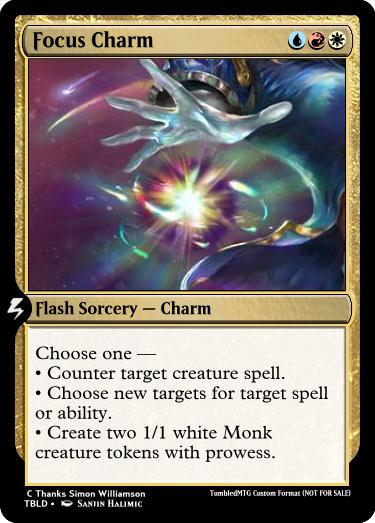 Focus Charm
Flash Sorcery — Charm
Choose one —
• Counter target creature spell.
• Choose new targets for target spell
or ability.
• Create two 1/1 white Monk
creature tokens with prowess.
C Thanks Simon Williamson
TumbledMTG Custom Format (NOT FOR SALE)
TBLD • Santin Halimic